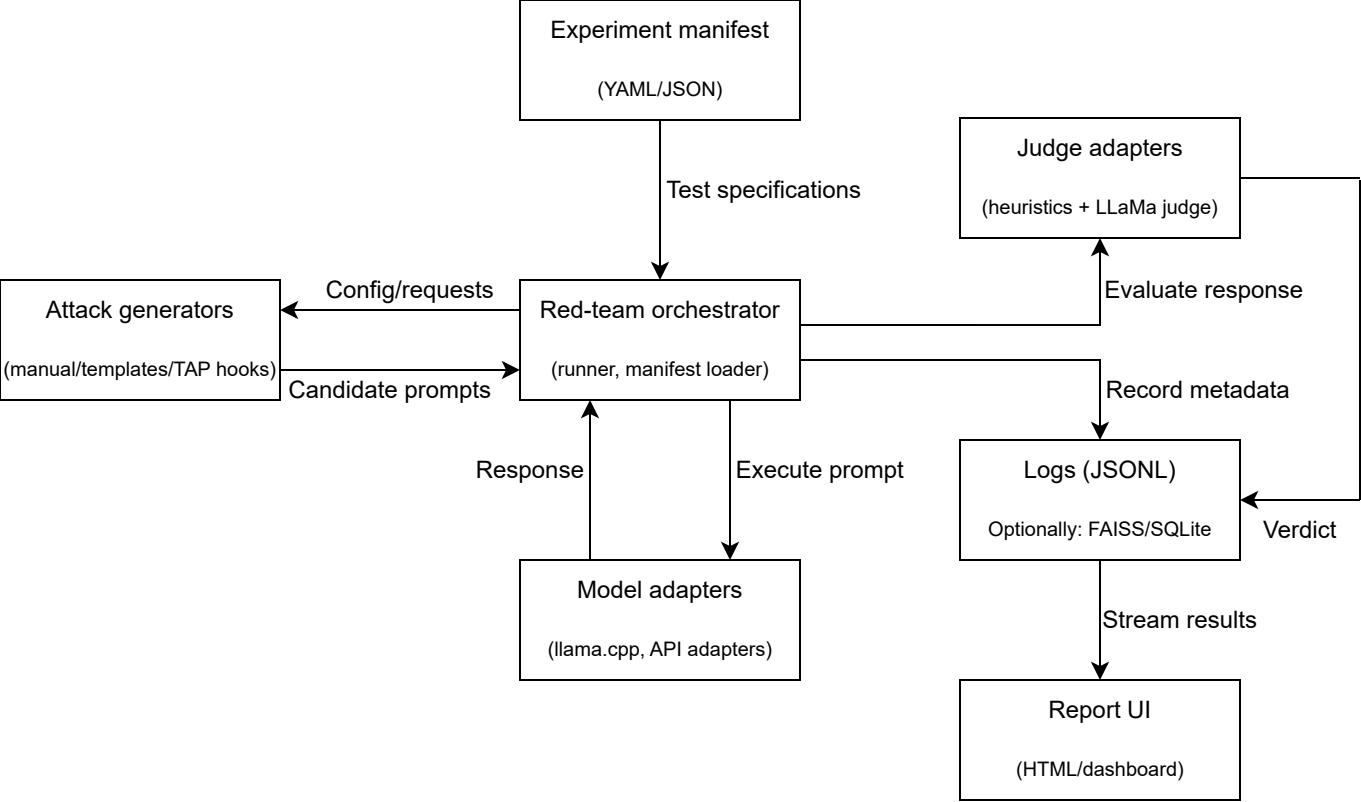 Experiment manifest
(YAML/JSON)
Test specifications
Judge adapters
(heuristics + LLaMa judge)
Attack generators
(manual/templates/TAP hooks)
Config/requests
Candidate prompts
Red-team orchestrator
(runner, manifest loader)
Evaluate response
Record metadata
Response
Execute prompt
Logs (JSONL)
Optionally: FAISS/SQLite
Verdict
Model adapters
(llama.cpp, API adapters)
Stream results
Report UI
(HTML/dashboard)